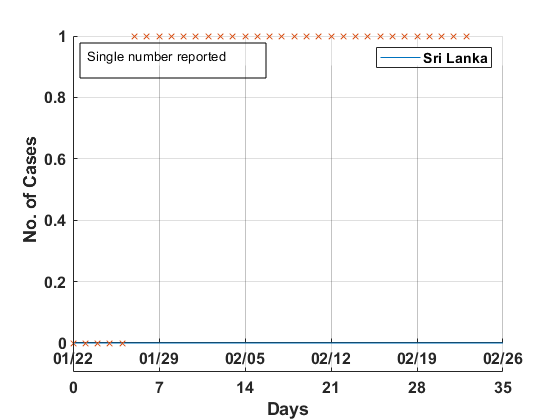 Single number reported
Sri Lanka
No. of Cases
1
0.8
0.6
0.4
0.2
0
01/22 01/29 02/05 02/12 02/19 02/26
0 7 14 21 28 35
Days